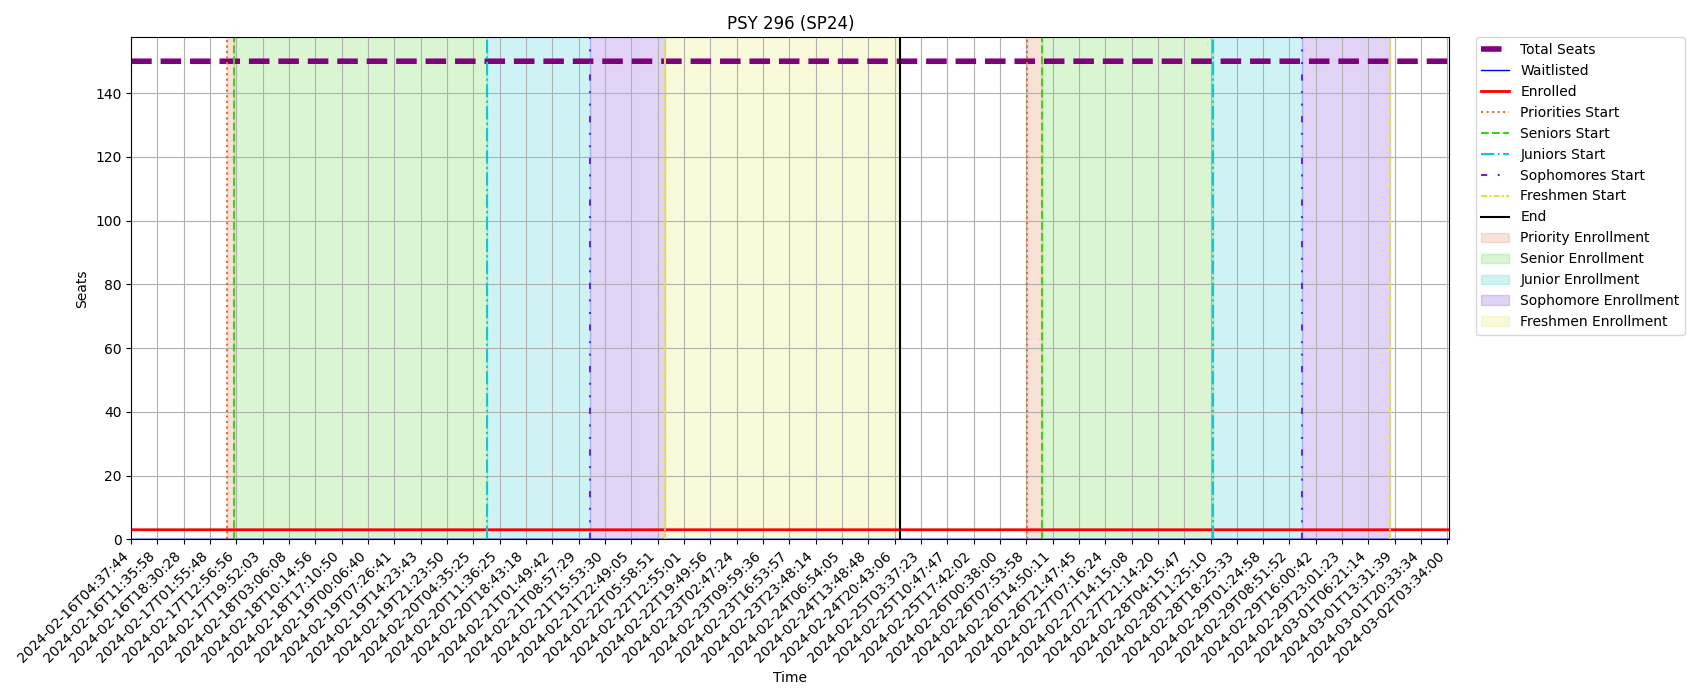 PSY 296 (SP24)
Seats
140
120
100
80
60
40
20
0
2024-02-16T04:37:44
2024-02-16T11:35:58
2024-02-16T18:30:28
2024-02-17T01:55:48
2024-02-17T12:56:56
2024-02-17T19:52:03
2024-02-18T03:06:08
2024-02-18T10:14:56
2024-02-18T17:10:50
2024-02-19T00:06:40
2024-02-19T07:26:41
2024-02-19T14:23:43
2024-02-19T21:23:50
2024-02-20T04:35:25
2024-02-20T11:36:25
2024-02-20T18:43:18
2024-02-21T01:49:42
2024-02-21T08:57:29
2024-02-21T15:53:30
2024-02-21T22:49:05
2024-02-22T05:58:51
2024-02-22T12:55:01
2024-02-22T19:49:56
2024-02-23T02:47:24
2024-02-23T09:59:36
2024-02-23T16:53:57
2024-02-23T23:48:14
2024-02-24T06:54:05
2024-02-24T13:48:48
2024-02-24T20:43:06
2024-02-25T03:37:23
2024-02-25T10:47:47
2024-02-25T17:42:02
2024-02-26T00:38:00
2024-02-26T07:53:58
2024-02-26T14:50:11
2024-02-26T21:47:45
2024-02-27T07:16:24
2024-02-27T14:15:08
2024-02-27T21:14:20
2024-02-28T04:15:47
2024-02-28T11:25:10
2024-02-28T18:25:33
2024-02-29T01:24:58
2024-02-29T08:51:52
2024-02-29T16:00:42
2024-02-29T23:01:23
2024-03-01T06:21:14
2024-03-01T13:31:39
2024-03-01T20:33:34
2024-03-02T03:34:00
Time
Total Seats
Waitlisted
Enrolled
Priorities Start
Seniors Start
Juniors Start
Sophomores Start
Freshmen Start
End
Priority Enrollment
Senior Enrollment
Junior Enrollment
Sophomore Enrollment
Freshmen Enrollment